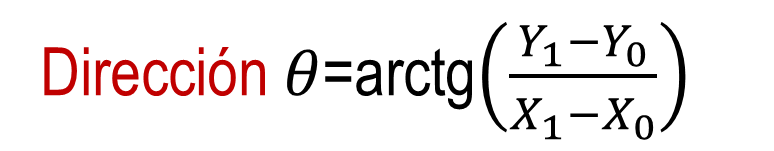 Dirección θ=arctg((Y₁−Y₀)/(X₁−X₀))